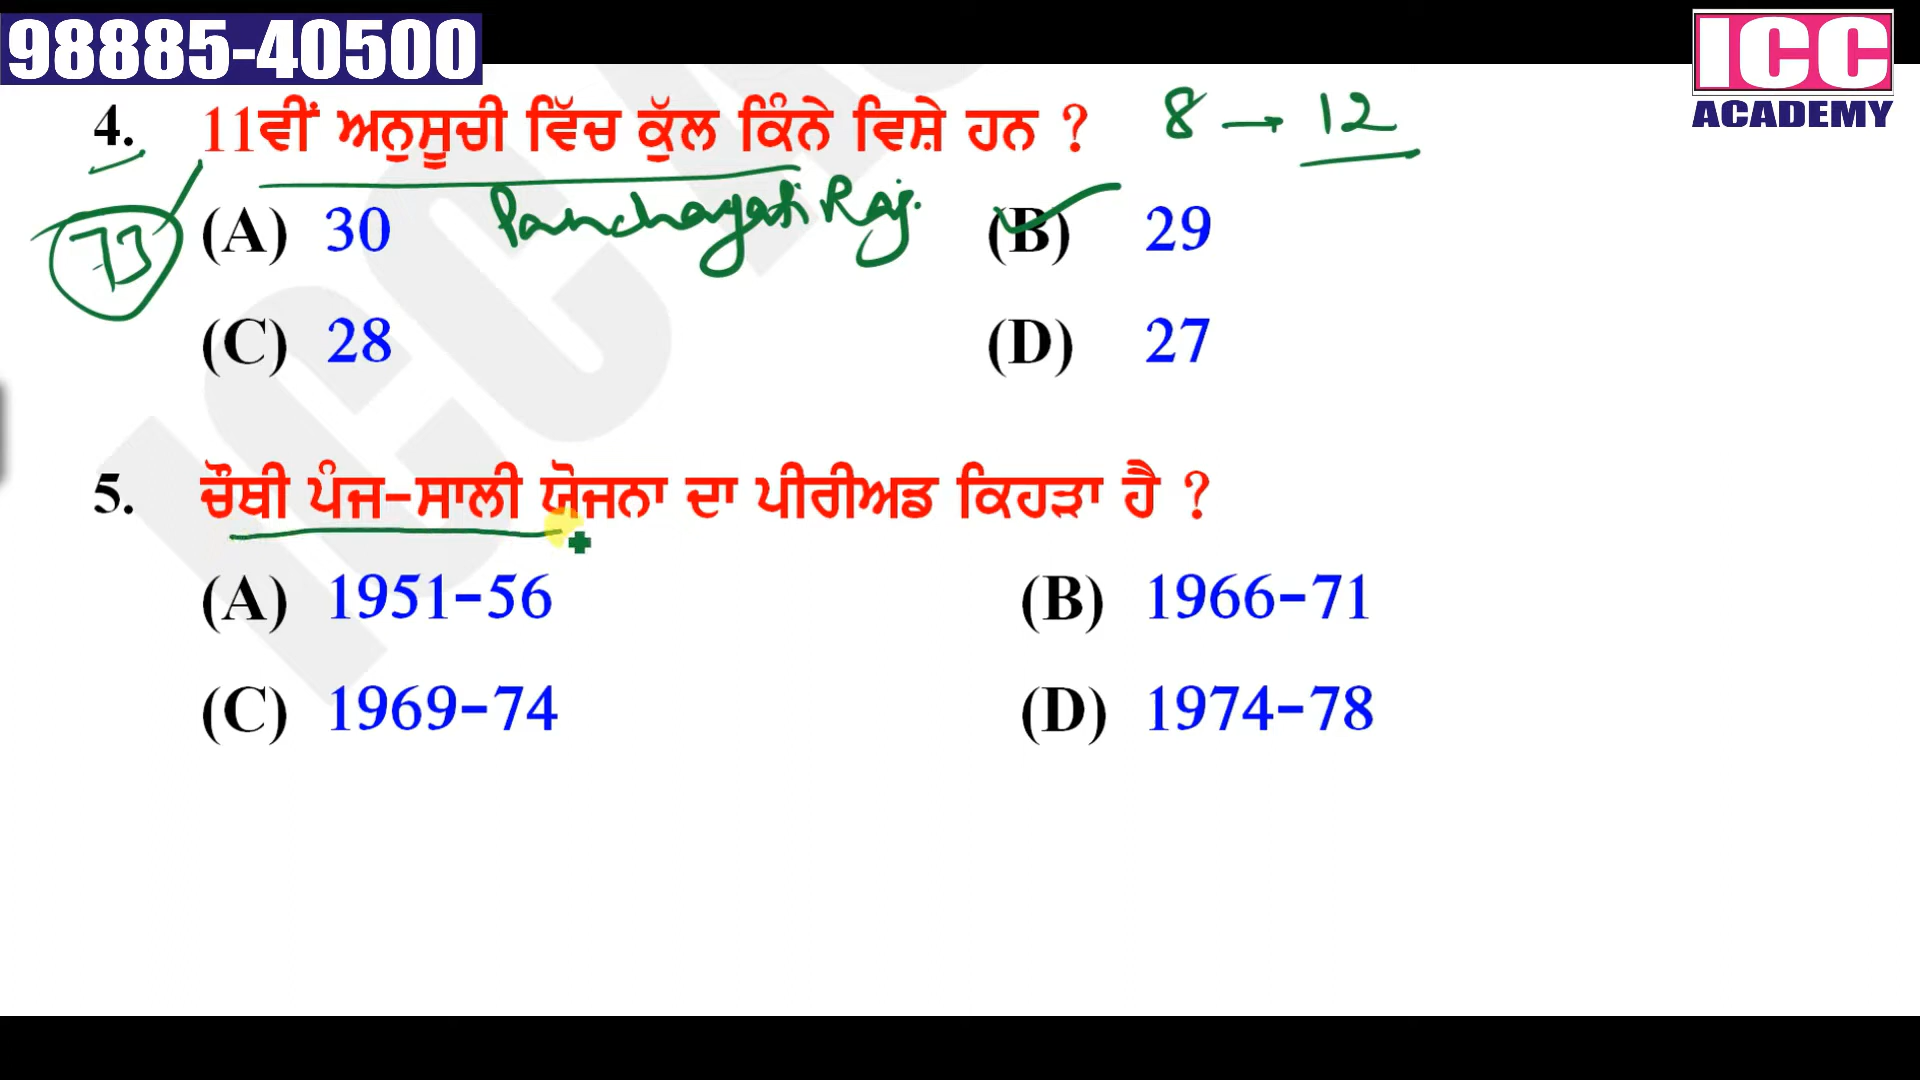 98885-40500
ICC
ACADEMY
4. 11ਵੀਂ ਅਨੁਸੂਚੀ ਵਿੱਚ ਕੁੱਲ ਕਿੰਨੇ ਵਿਸ਼ੇ ਹਨ ? 8 → 12
73
(A) 30 Panchayati Raj. (B) 29
(C) 28 (D) 27
5. ਚੌਥੀ ਪੰਜ-ਸਾਲੀ ਯੋਜਨਾ ਦਾ ਪੀਰੀਅਡ ਕਿਹੜਾ ਹੈ ?
(A) 1951-56 (B) 1966-71
(C) 1969-74 (D) 1974-78